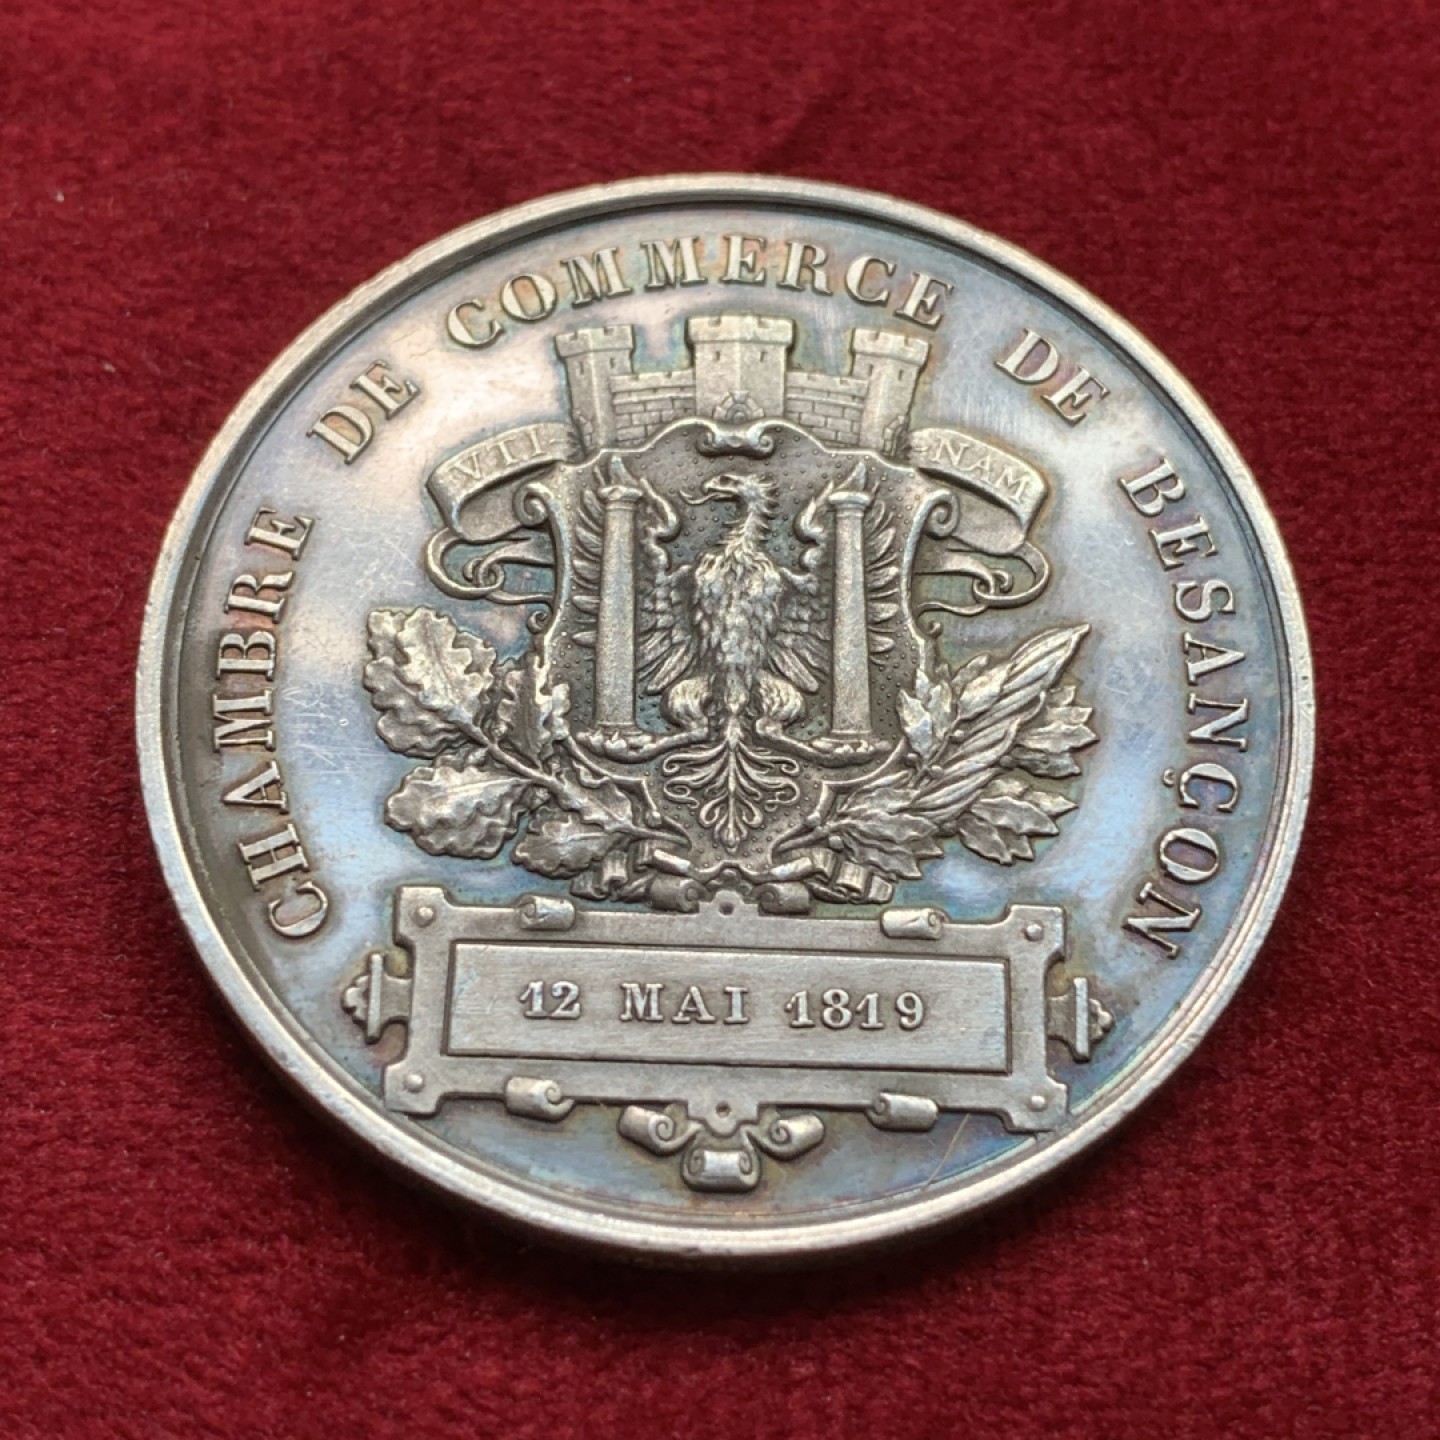 CHAMBRE DE COMMERCE DE BESANÇON
VTI NAM
12 MAI 1819